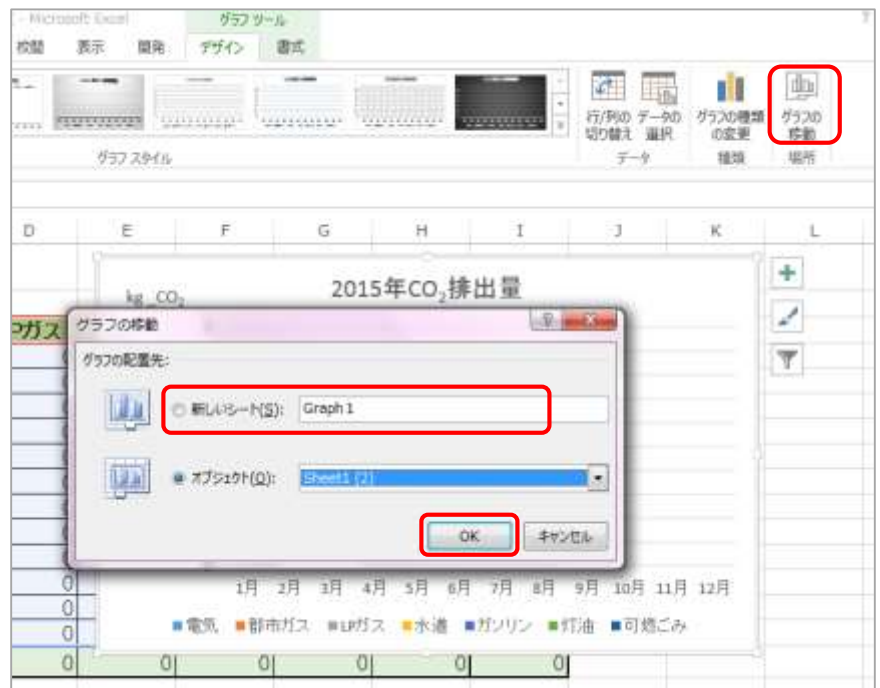 - Microsoft Excel グラフ ツール ?
校閲 表示 開発 デザイン 書式
行/列の切り替え データの選択 グラフの種類の変更 グラフの移動
グラフ スタイル データ 種類 場所
D E F G H I J K L
kg_CO₂ 2015年CO₂排出量
Pガス
グラフの移動
グラフの配置先:
新しいシート(S): Graph1
オブジェクト(O): Sheet1 (2)
OK キャンセル
0 1月 2月 3月 4月 5月 6月 7月 8月 9月 10月 11月 12月
0
0 電気 都市ガス LPガス 水道 ガソリン 灯油 可燃ごみ
0 0 0 0 0 0